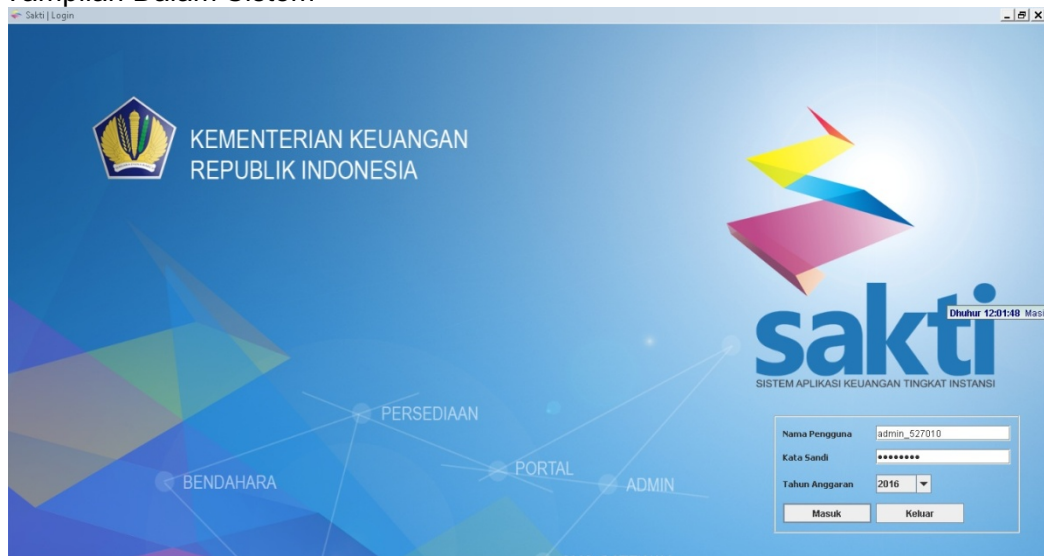 Tampilan Dalam Sistem
Sakti | Login
KEMENTERIAN KEUANGAN
REPUBLIK INDONESIA
sakti
Dhuhur 12:01:48 Masi
SISTEM APLIKASI KEUANGAN TINGKAT INSTANSI
PERSEDIAAN
PORTAL
BENDAHARA
ADMIN
Nama Pengguna admin_527010
Kata Sandi ••••••••
Tahun Anggaran 2016
Masuk Keluar